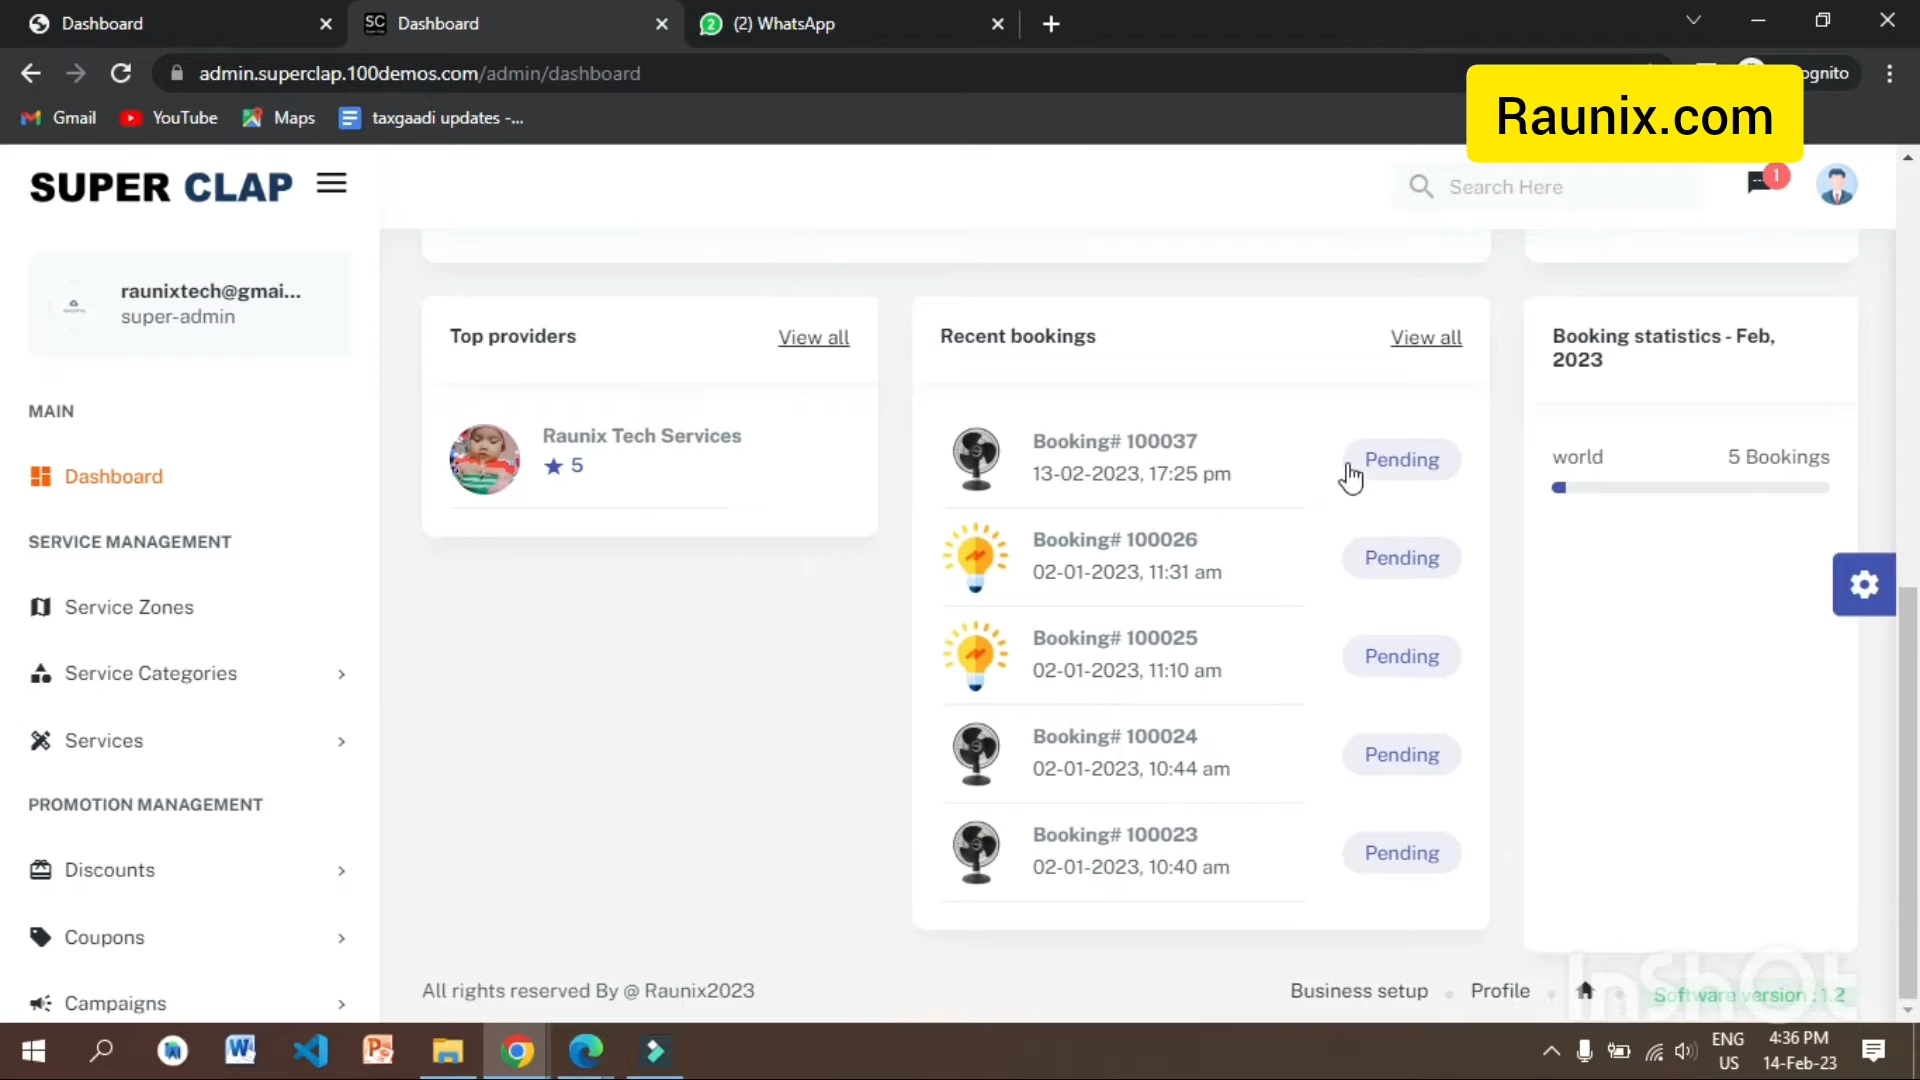 Dashboard
SC
Dashboard
2
(2) WhatsApp
admin.superclap.100demos.com/admin/dashboard
ognito
Gmail
YouTube
Maps
taxgaadi updates -...
Raunix.com
SUPER CLAP
Search Here
1
raunixtech@gmai...
super-admin
MAIN
Dashboard
SERVICE MANAGEMENT
Service Zones
Service Categories
Services
PROMOTION MANAGEMENT
Discounts
Coupons
Campaigns
Top providers
View all
Raunix Tech Services
5
Recent bookings
View all
Booking# 100037
13-02-2023, 17:25 pm
Pending
Booking# 100026
02-01-2023, 11:31 am
Pending
Booking# 100025
02-01-2023, 11:10 am
Pending
Booking# 100024
02-01-2023, 10:44 am
Pending
Booking# 100023
02-01-2023, 10:40 am
Pending
Booking statistics - Feb,
2023
world
5 Bookings
All rights reserved By @ Raunix2023
Business setup
Profile
Software version : 1.2
InShOt
ENG
US
4:36 PM
14-Feb-23